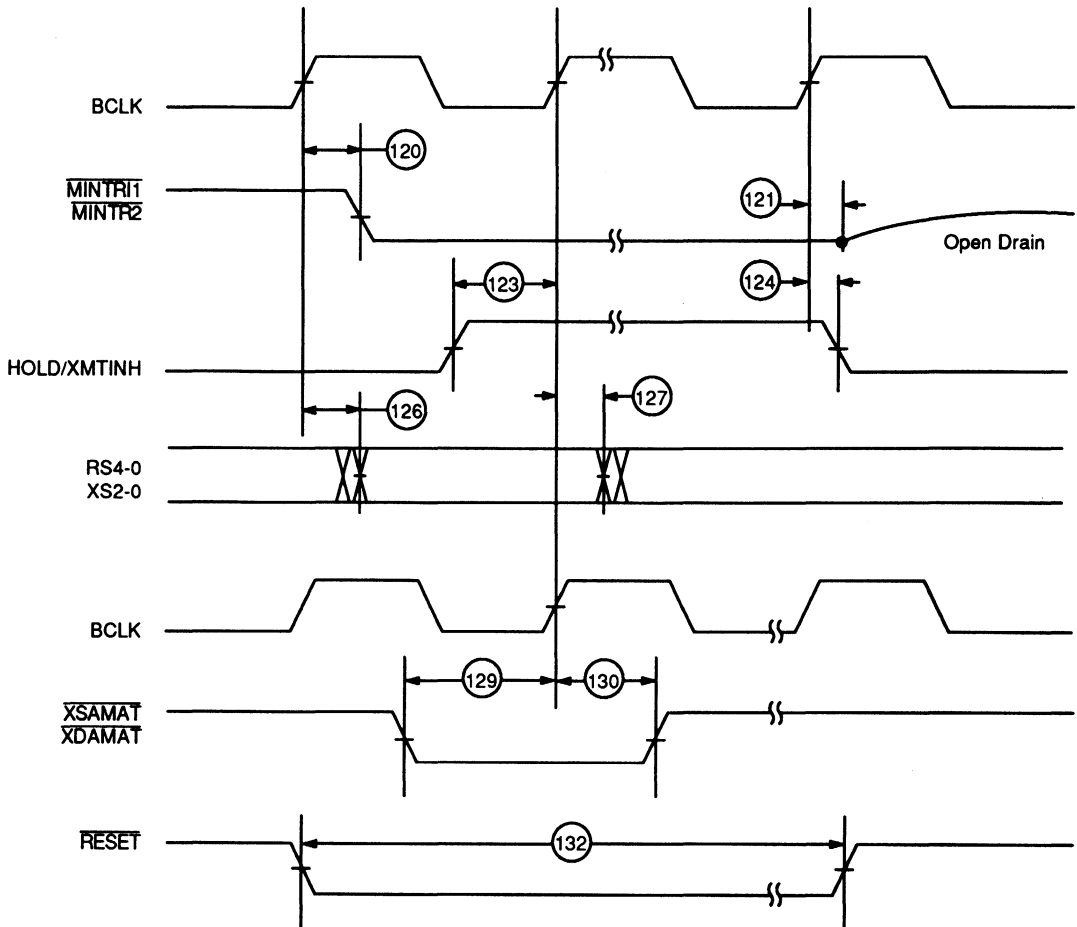 BCLK
120
MINTRI1
MINTR2
121
Open Drain
123
124
HOLD/XMTINH
126
127
RS4-0
XS2-0
BCLK
129
130
XSAMAT
XDAMAT
RESET
132